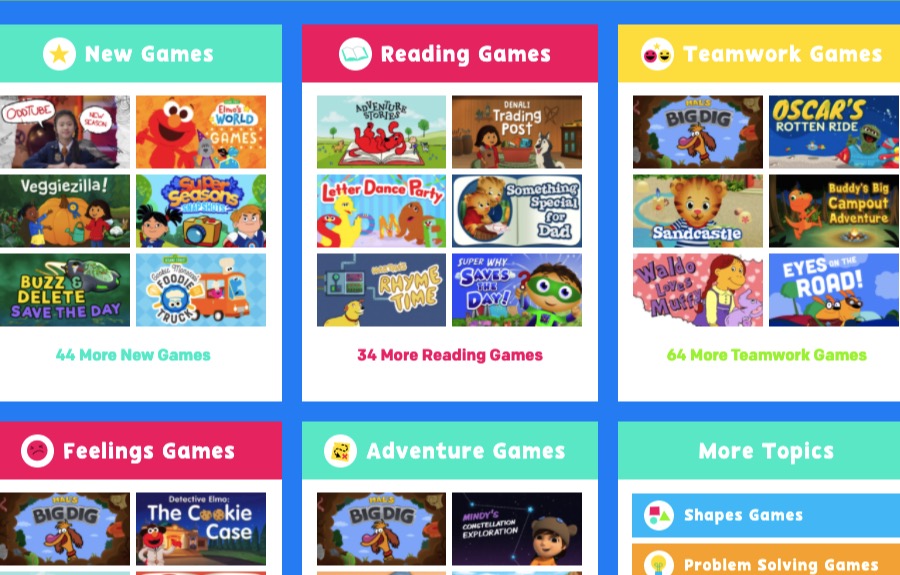 New Games
ODDTUBE
NEW SEASON
Elmo's
WORLD
GAMES
Veggiezilla!
Super
Seasons
SNAPSHOTS
BUZZ &
DELETE
SAVE THE DAY
Cookie Monster's
FOODIE
TRUCK
44 More New Games
Reading Games
ADVENTURE
STORIES
DENALI
Trading
Post
Letter Dance Party
SOME
Something
Special
for
Dad
RHYME
TIME
SUPER WHY
SAVES
THE DAY!
34 More Reading Games
Teamwork Games
HAL'S
BIG DIG
OSCAR'S
ROTTEN RIDE
Sandcastle
Buddy's Big
Campout
Adventure
Waldo
Loves
Muffy
EYES ON THE
ROAD!
64 More Teamwork Games
Feelings Games
HAL'S
BIG DIG
Detective Elmo:
The Cookie
Case
Adventure Games
HAL'S
BIG DIG
MINDY'S
CONSTELLATION
EXPLORATION
More Topics
Shapes Games
Problem Solving Games